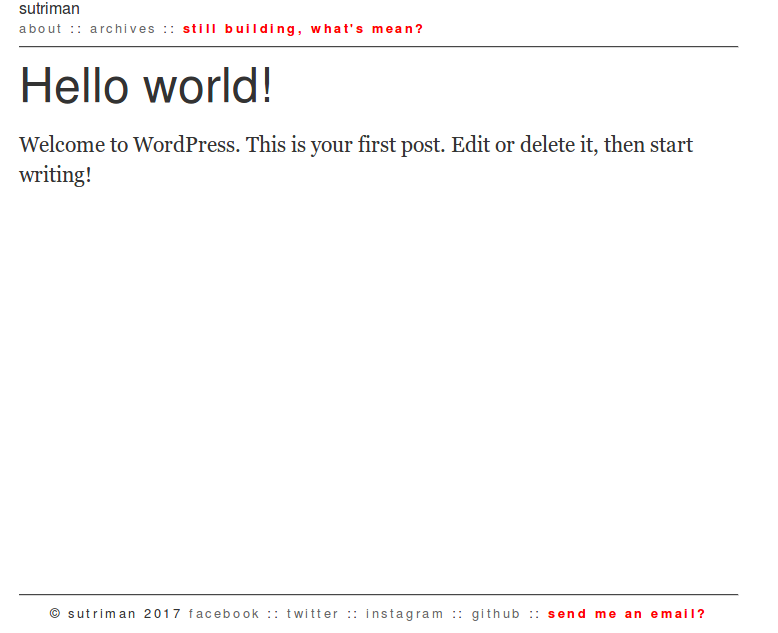 sutriman
about :: archives :: still building, what's mean?
Hello world!
Welcome to WordPress. This is your first post. Edit or delete it, then start
writing!
© sutriman 2017 facebook :: twitter :: instagram :: github :: send me an email?